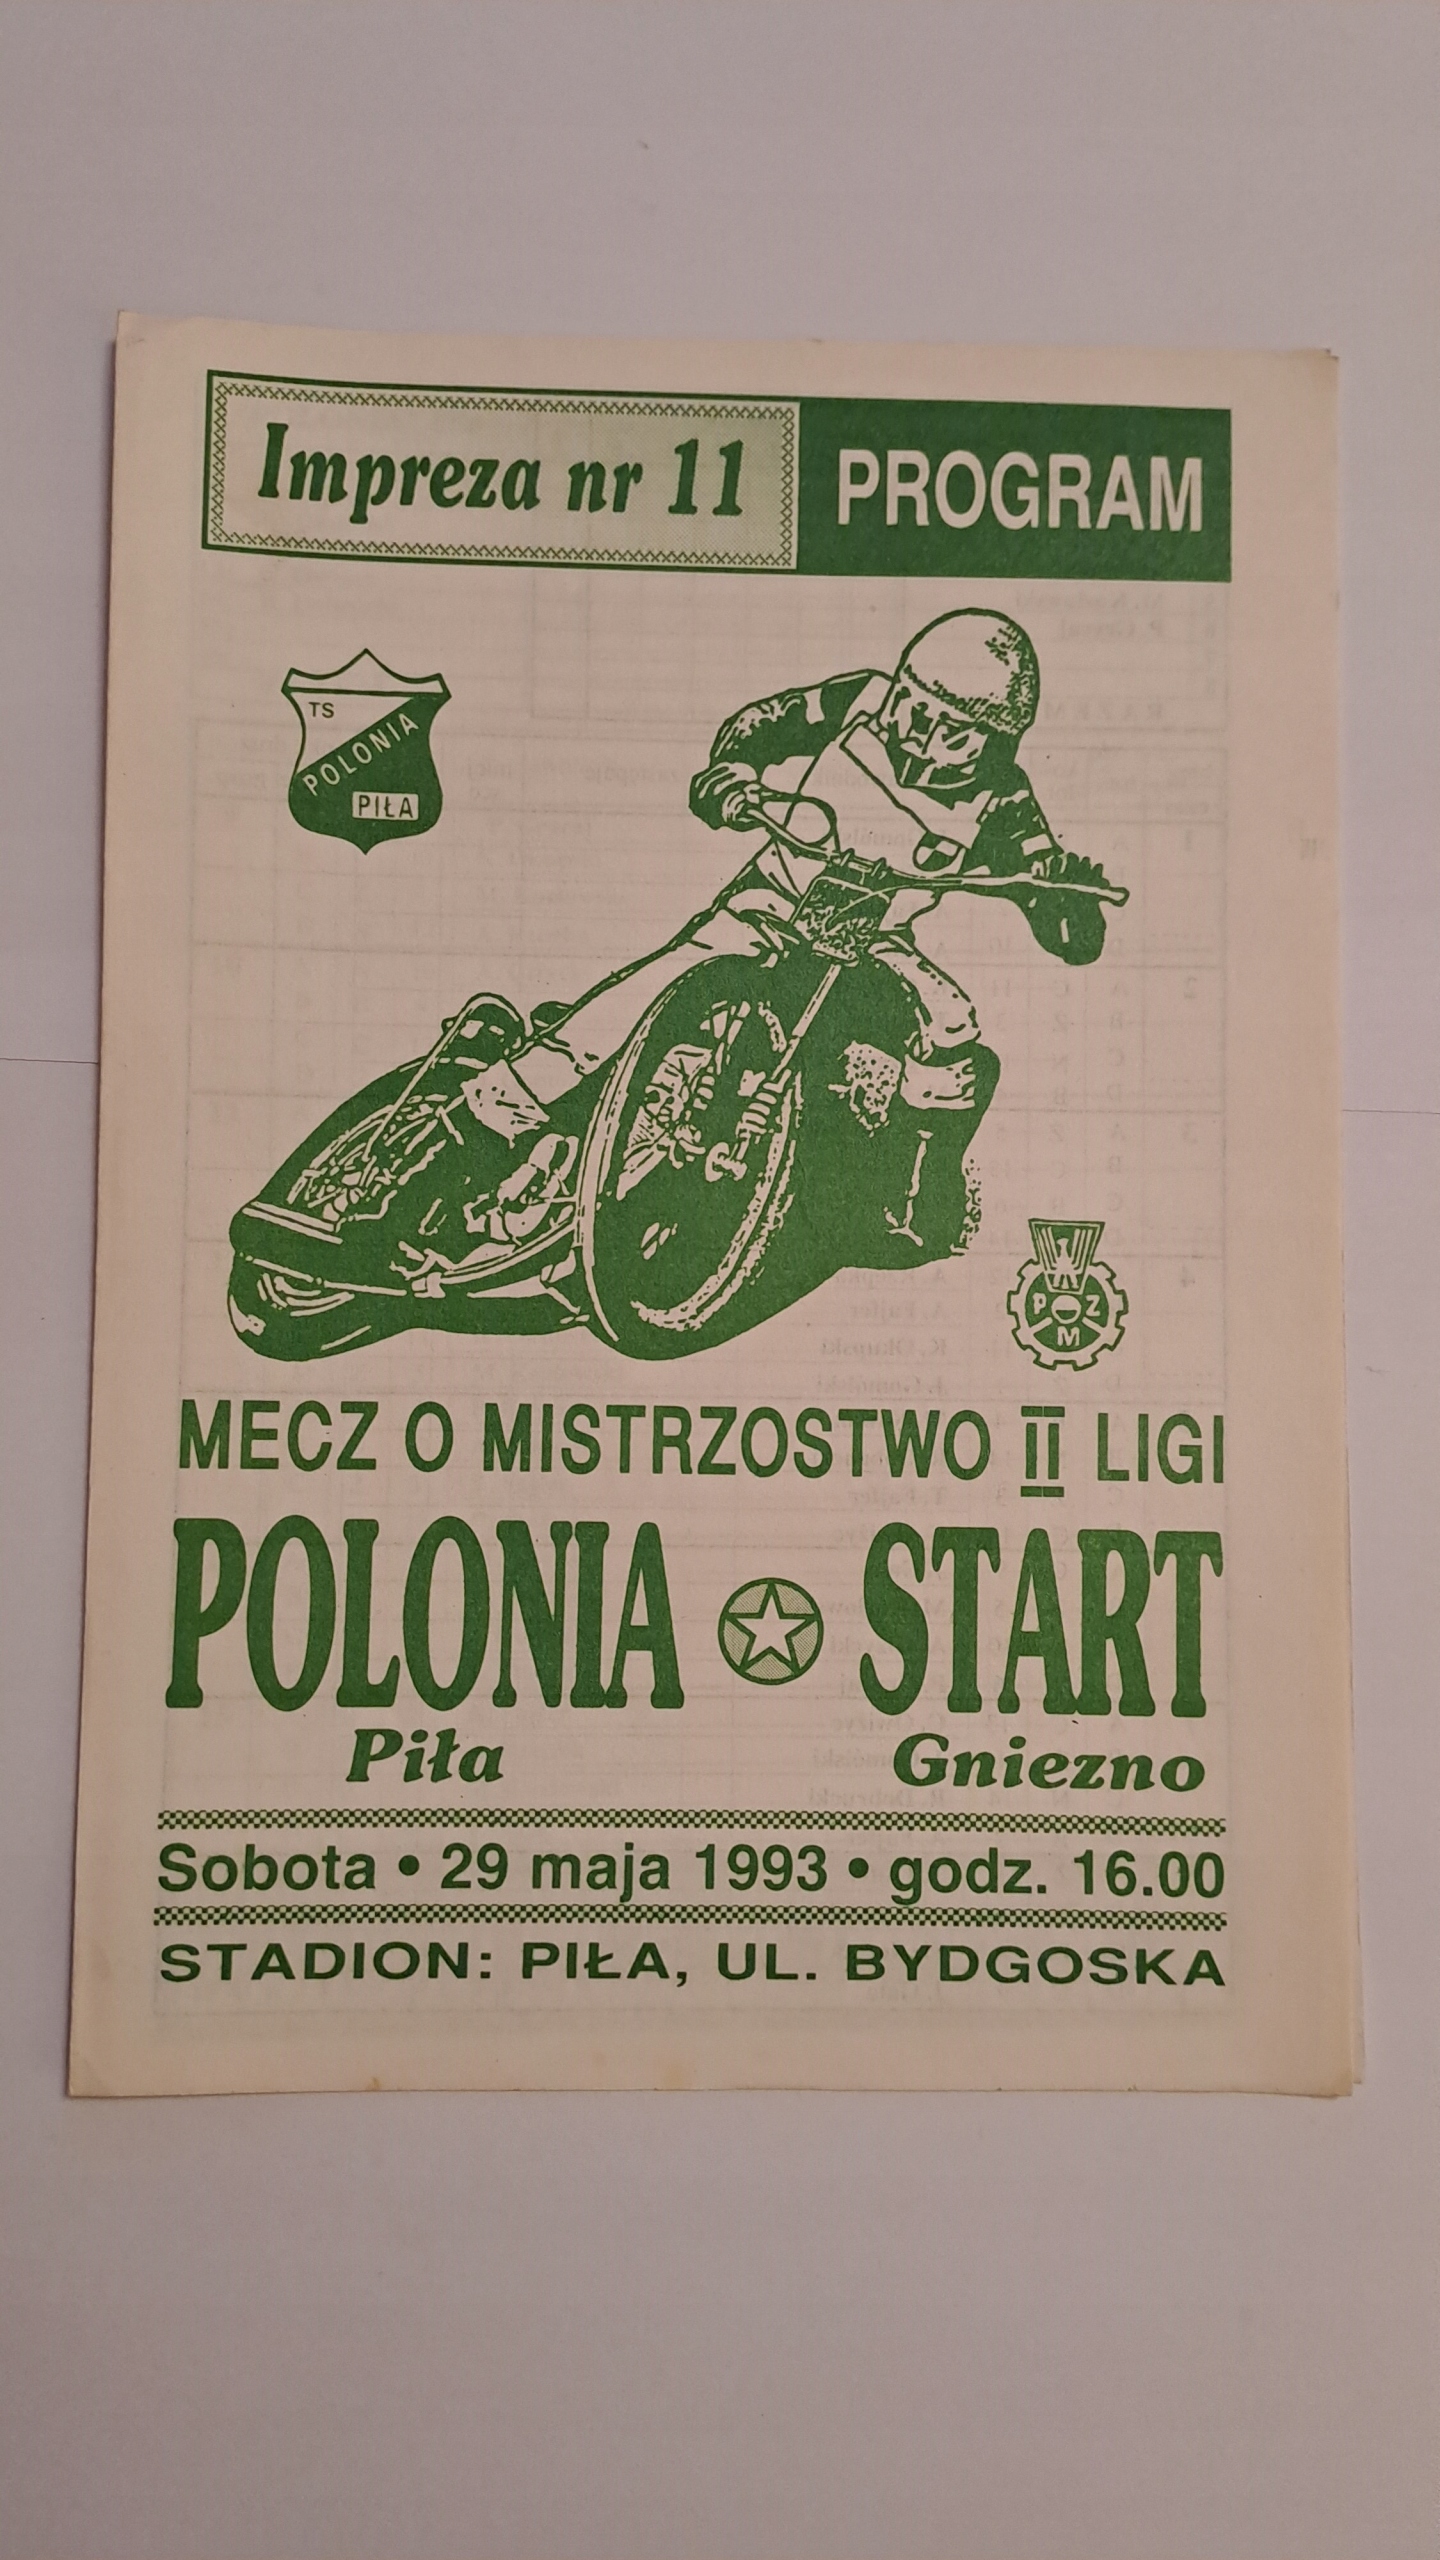 Impreza nr 11
PROGRAM
TS
POLONIA
PIŁA
PZM
MECZ O MISTRZOSTWO II LIGI
POLONIA START
Piła Gniezno
Sobota • 29 maja 1993 • godz. 16.00
STADION: PIŁA, UL. BYDGOSKA